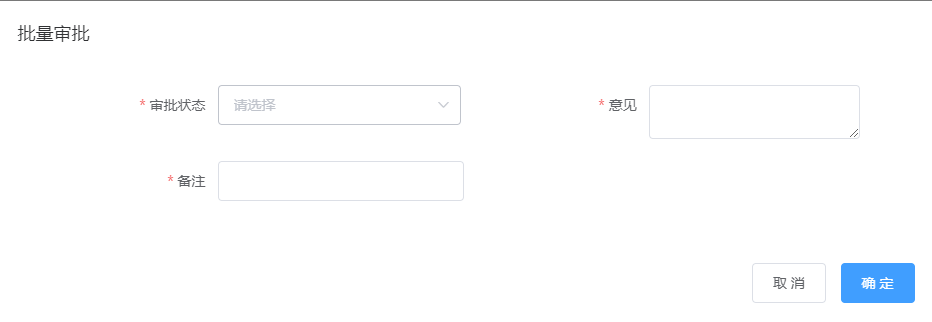 批量审批
* 审批状态 请选择 * 意见
* 备注
取 消 确 定